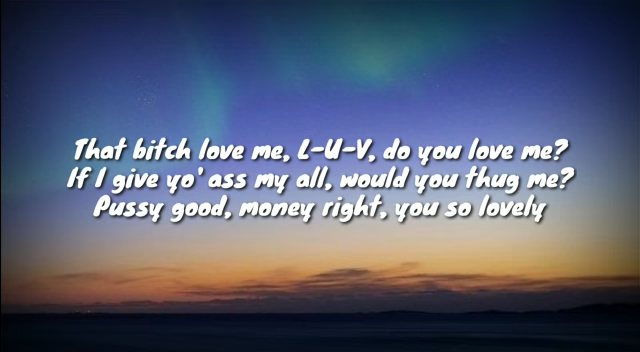 That bitch love me, L-U-V, do you love me?
If I give yo' ass my all, would you thug me?
Pussy good, money right, you so lovely